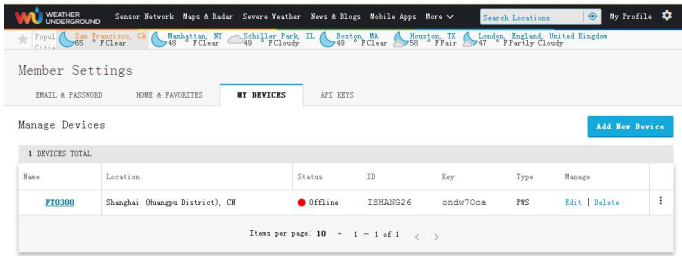 WEATHER UNDERGROUND Sensor Network Maps & Radar Severe Weather News & Blogs Mobile Apps More Search Locations My Profile
Popul San Francisco, CA Manhattan, NY Schiller Park, IL Boston, MA Houston, TX London, England, United Kingdom
Citie 65 °F Clear 48 °F Clear 49 °F Cloudy 49 °F Clear 58 °F Fair 47 °F Partly Cloudy
Member Settings
EMAIL & PASSWORD HOME & FAVORITES MY DEVICES API KEYS
Manage Devices Add New Device
1 DEVICES TOTAL
Name Location Status ID Key Type Manage
FT0300 Shanghai (Huangpu District), CN Offline ISHANG26 ondw70oa PWS Edit | Delete
Items per page: 10 1 – 1 of 1